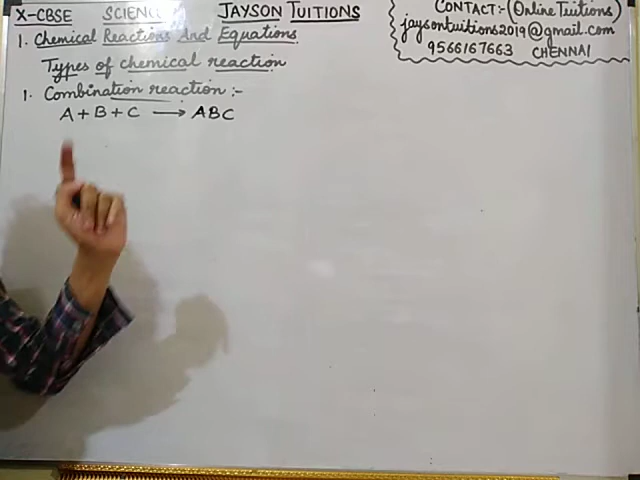 X-CBSE SCIENC JAYSON TUITIONS
1. Chemical Reactions And Equations
Types of chemical reaction
1. Combination reaction :-
A + B + C ⟶ ABC
CONTACT:-(Online Tuitions)
jaysontuitions2019@gmail.com
9566167663 CHENNAI